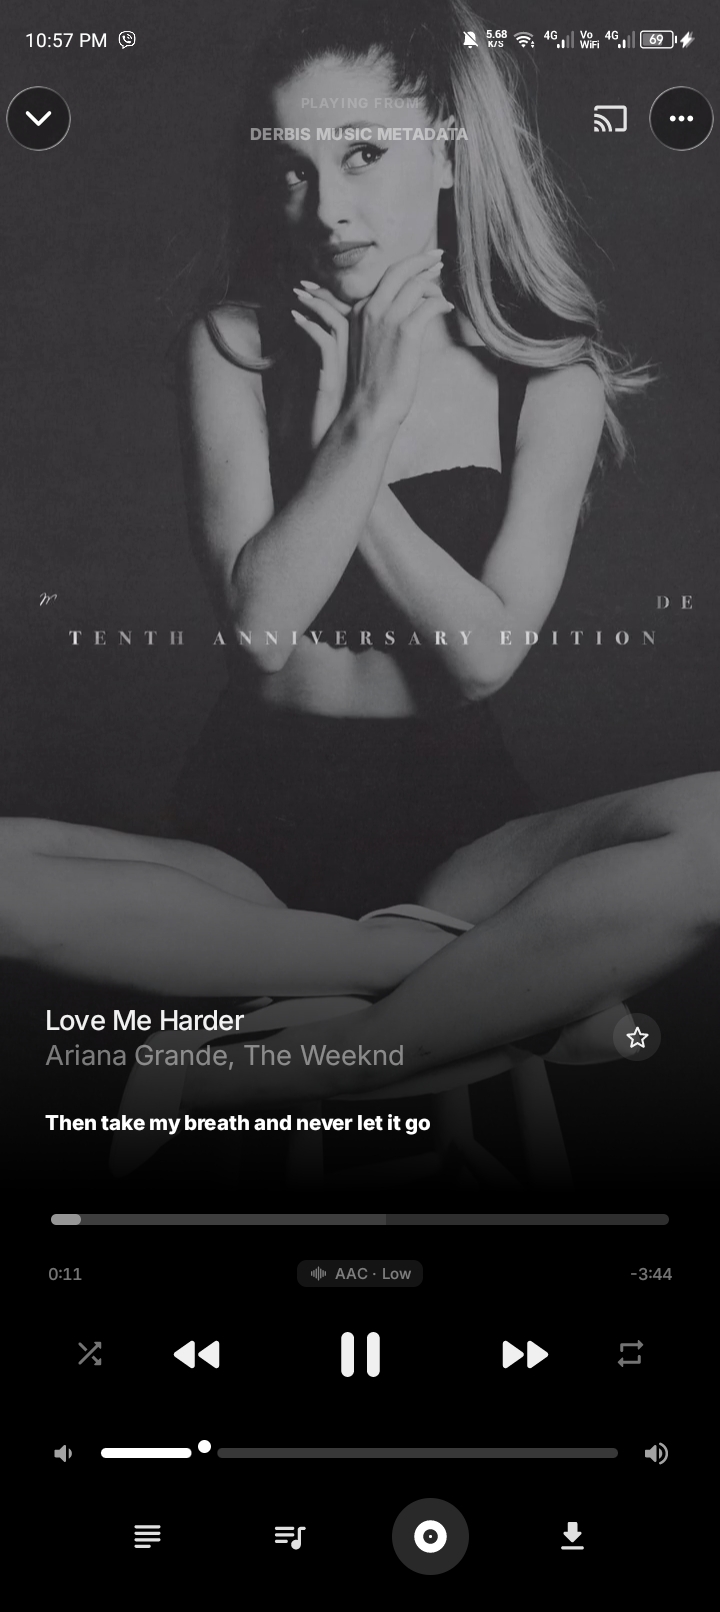 10:57 PM 5.68 K/S 4G Vo WiFi 4G 69
PLAYING FROM
DERBIS MUSIC METADATA
m DE
TENTH ANNIVERSARY EDITION
Love Me Harder
Ariana Grande, The Weeknd
Then take my breath and never let it go
0:11 AAC · Low -3:44